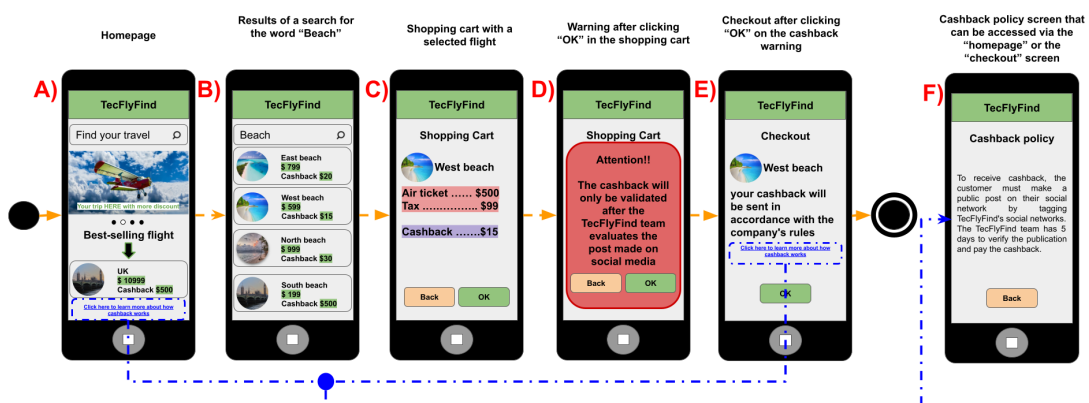 Homepage
Results of a search for
the word “Beach”
Shopping cart with a
selected flight
Warning after clicking
“OK” in the shopping cart
Checkout after clicking
“OK” on the cashback
warning
Cashback policy screen that
can be accessed via the
“homepage” or the
“checkout” screen
A)
TecFlyFind
Find your travel
Your trip HERE with more discount
Best-selling flight
UK
$ 10999
Cashback $500
Click here to learn more about how
cashback works
B)
TecFlyFind
Beach
East beach
$ 799
Cashback $20
West beach
$ 599
Cashback $15
North beach
$ 999
Cashback $30
South beach
$ 199
Cashback $500
C)
TecFlyFind
Shopping Cart
West beach
Air ticket ...... $500
Tax ................ $99
Cashback .......$15
Back
OK
D)
TecFlyFind
Shopping Cart
Attention!!
The cashback will
only be validated
after the
TecFlyFind team
evaluates the
post made on
social media
Back
OK
E)
TecFlyFind
Checkout
West beach
your cashback will
be sent in
accordance with the
company's rules
Click here to learn more about how
cashback works
OK
F)
TecFlyFind
Cashback policy
To receive cashback, the
customer must make a
public post on their social
network by tagging
TecFlyFind's social networks.
The TecFlyFind team has 5
days to verify the publication
and pay the cashback.
Back